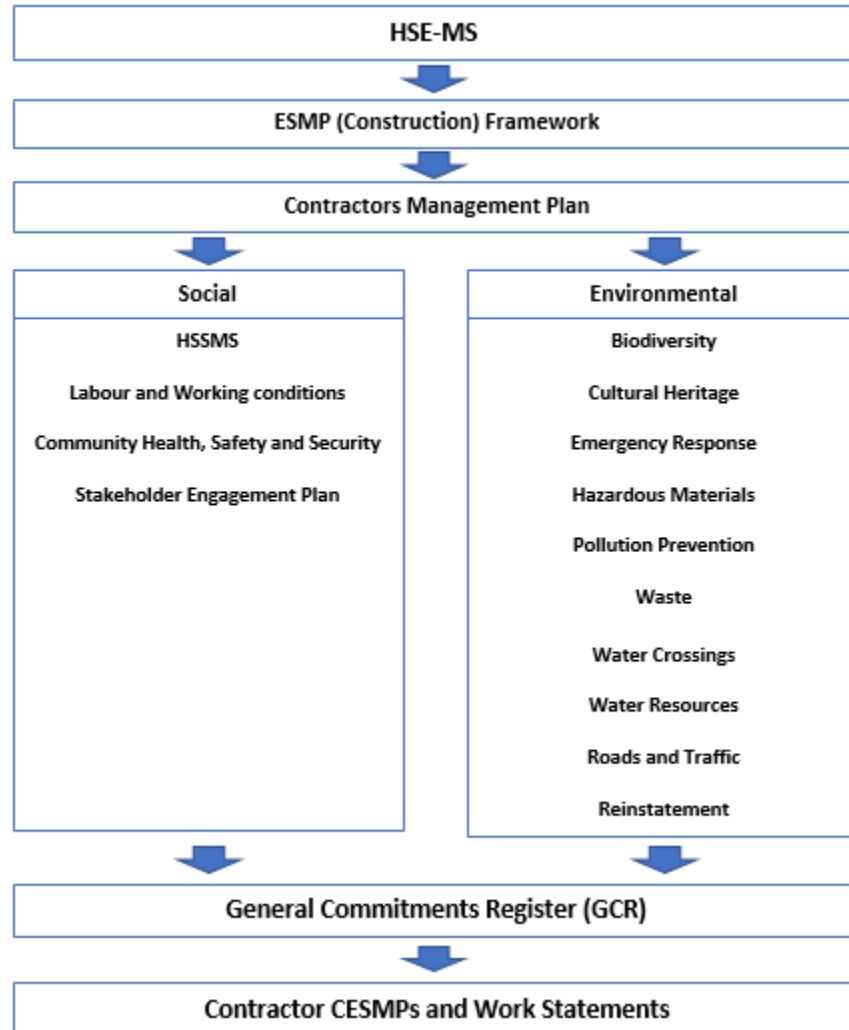 HSE-MS
ESMP (Construction) Framework
Contractors Management Plan
Social
HSSMS
Labour and Working conditions
Community Health, Safety and Security
Stakeholder Engagement Plan
Environmental
Biodiversity
Cultural Heritage
Emergency Response
Hazardous Materials
Pollution Prevention
Waste
Water Crossings
Water Resources
Roads and Traffic
Reinstatement
General Commitments Register (GCR)
Contractor CESMPs and Work Statements